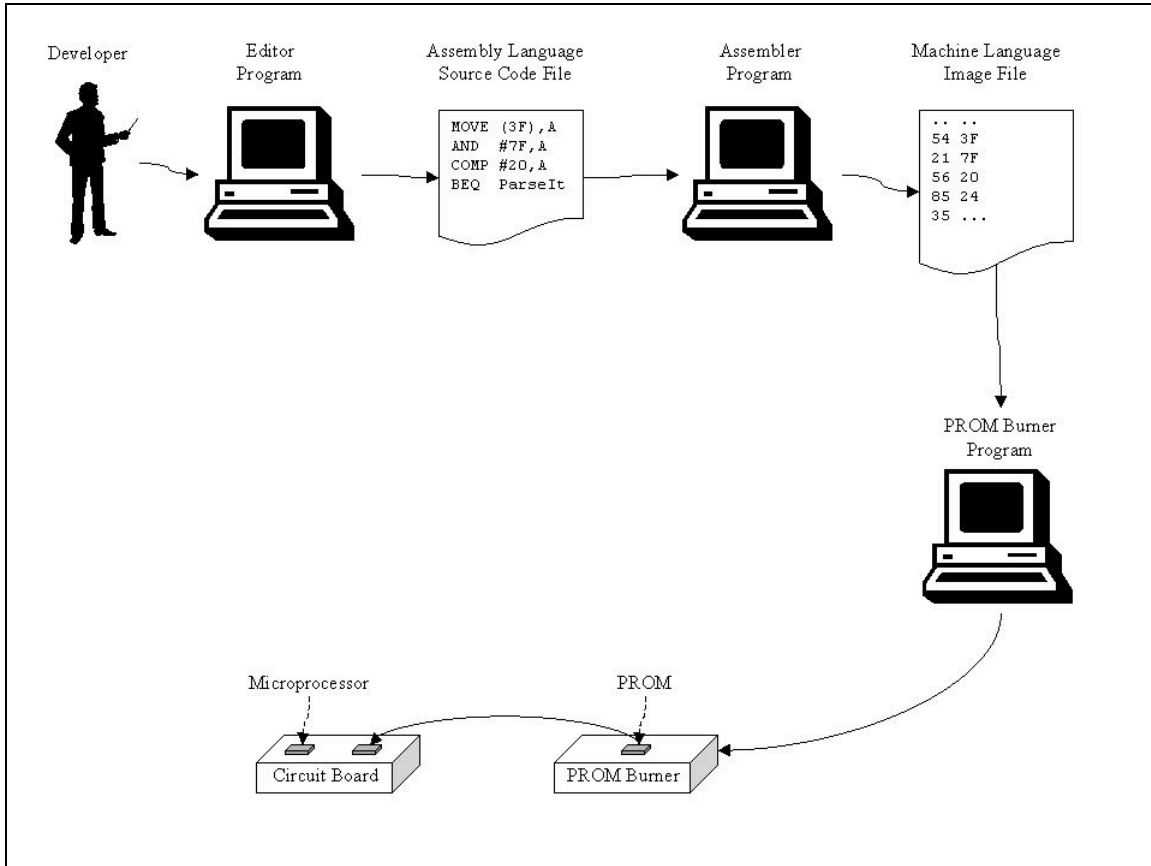 Developer
Editor
Program
Assembly Language
Source Code File
Assembler
Program
Machine Language
Image File
MOVE (3F),A
AND #7F,A
COMP #20,A
BEQ ParseIt
.. ..
54 3F
21 7F
56 20
85 24
35 ...
PROM Burner
Program
Microprocessor
PROM
Circuit Board
PROM Burner